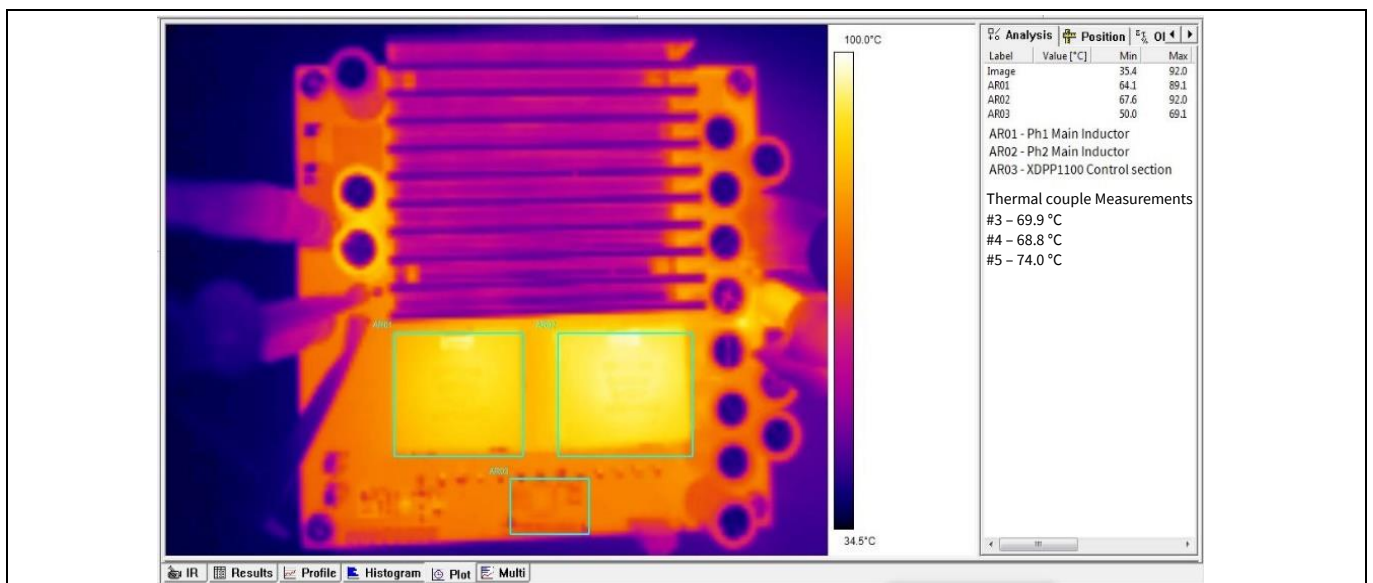 100.0°C
34.5°C
AR01
AR02
AR03
Analysis Position Ol
Label Value [°C] Min Max
Image 35.4 92.0
AR01 64.1 89.1
AR02 67.6 92.0
AR03 50.0 69.1
AR01 - Ph1 Main Inductor
AR02 - Ph2 Main Inductor
AR03 - XDPP1100 Control section
Thermal couple Measurements
#3 – 69.9 °C
#4 – 68.8 °C
#5 – 74.0 °C
IR Results Profile Histogram Plot Multi